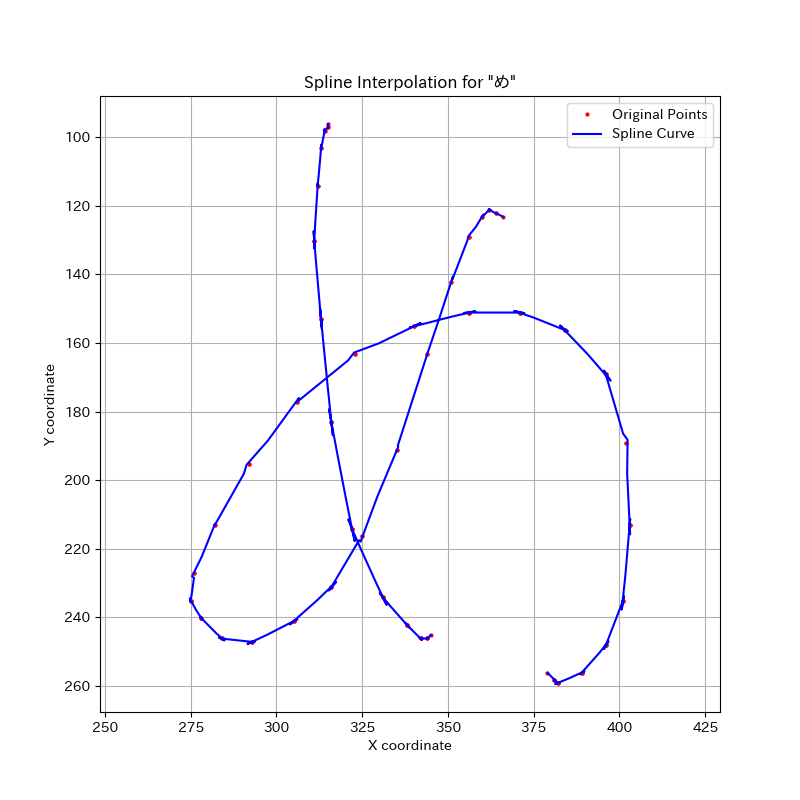 Spline Interpolation for "め"
Original Points
Spline Curve
100
120
140
160
180
200
220
240
260
Y coordinate
250 275 300 325 350 375 400 425
X coordinate